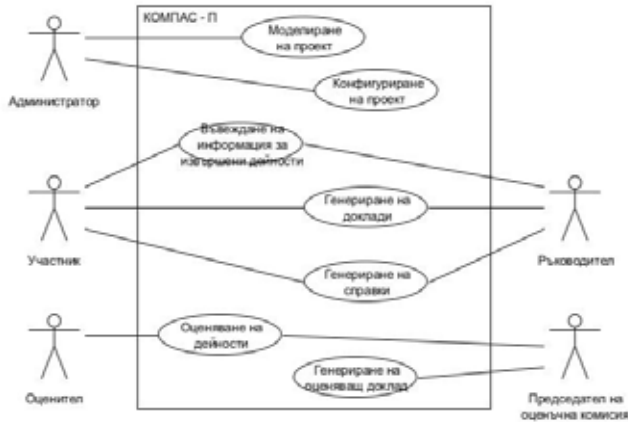 КОМПАС - П
Моделиране
на проект
Администратор
Конфигуриране
на проект
Въвеждане на
информация за
извършени дейности
Участник
Генериране на
доклади
Ръководител
Генериране на
справки
Оценяване на
дейности
Оценител
Генериране на
оценяващ доклад
Председател на
оценъчна комисия